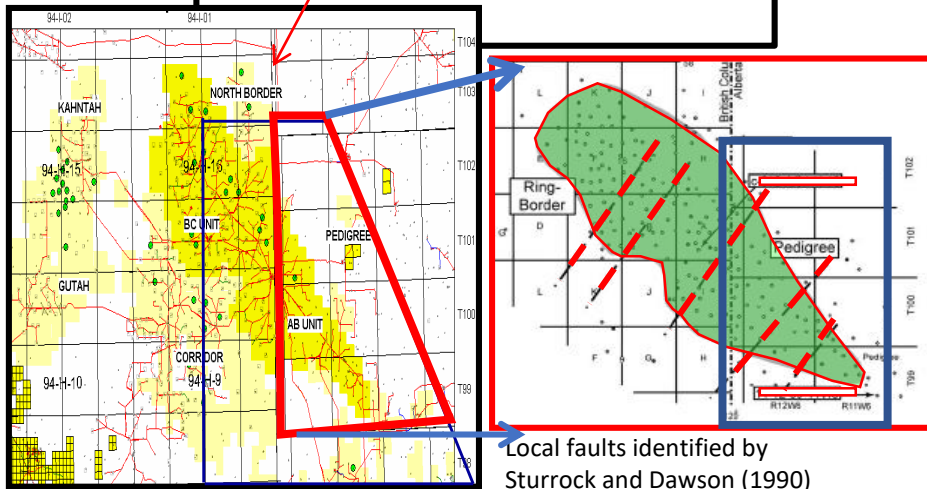 94-I-02
94-I-01
T104
KAHNTAH
NORTH BORDER
T103
94-H-15
94-H-16
T102
BC UNIT
PEDIGREE
T101
GUTAH
T100
AB UNIT
CORRIDOR
94-H-10
94-H-9
T99
British Colu
Alberta
L
K
J
I
T102
Ring-
Border
D
T101
Pedigree
L
K
J
T100
F
A
G
H
Pedigree
T99
R12W6
R11W6
Local faults identified by
Sturrock and Dawson (1990)